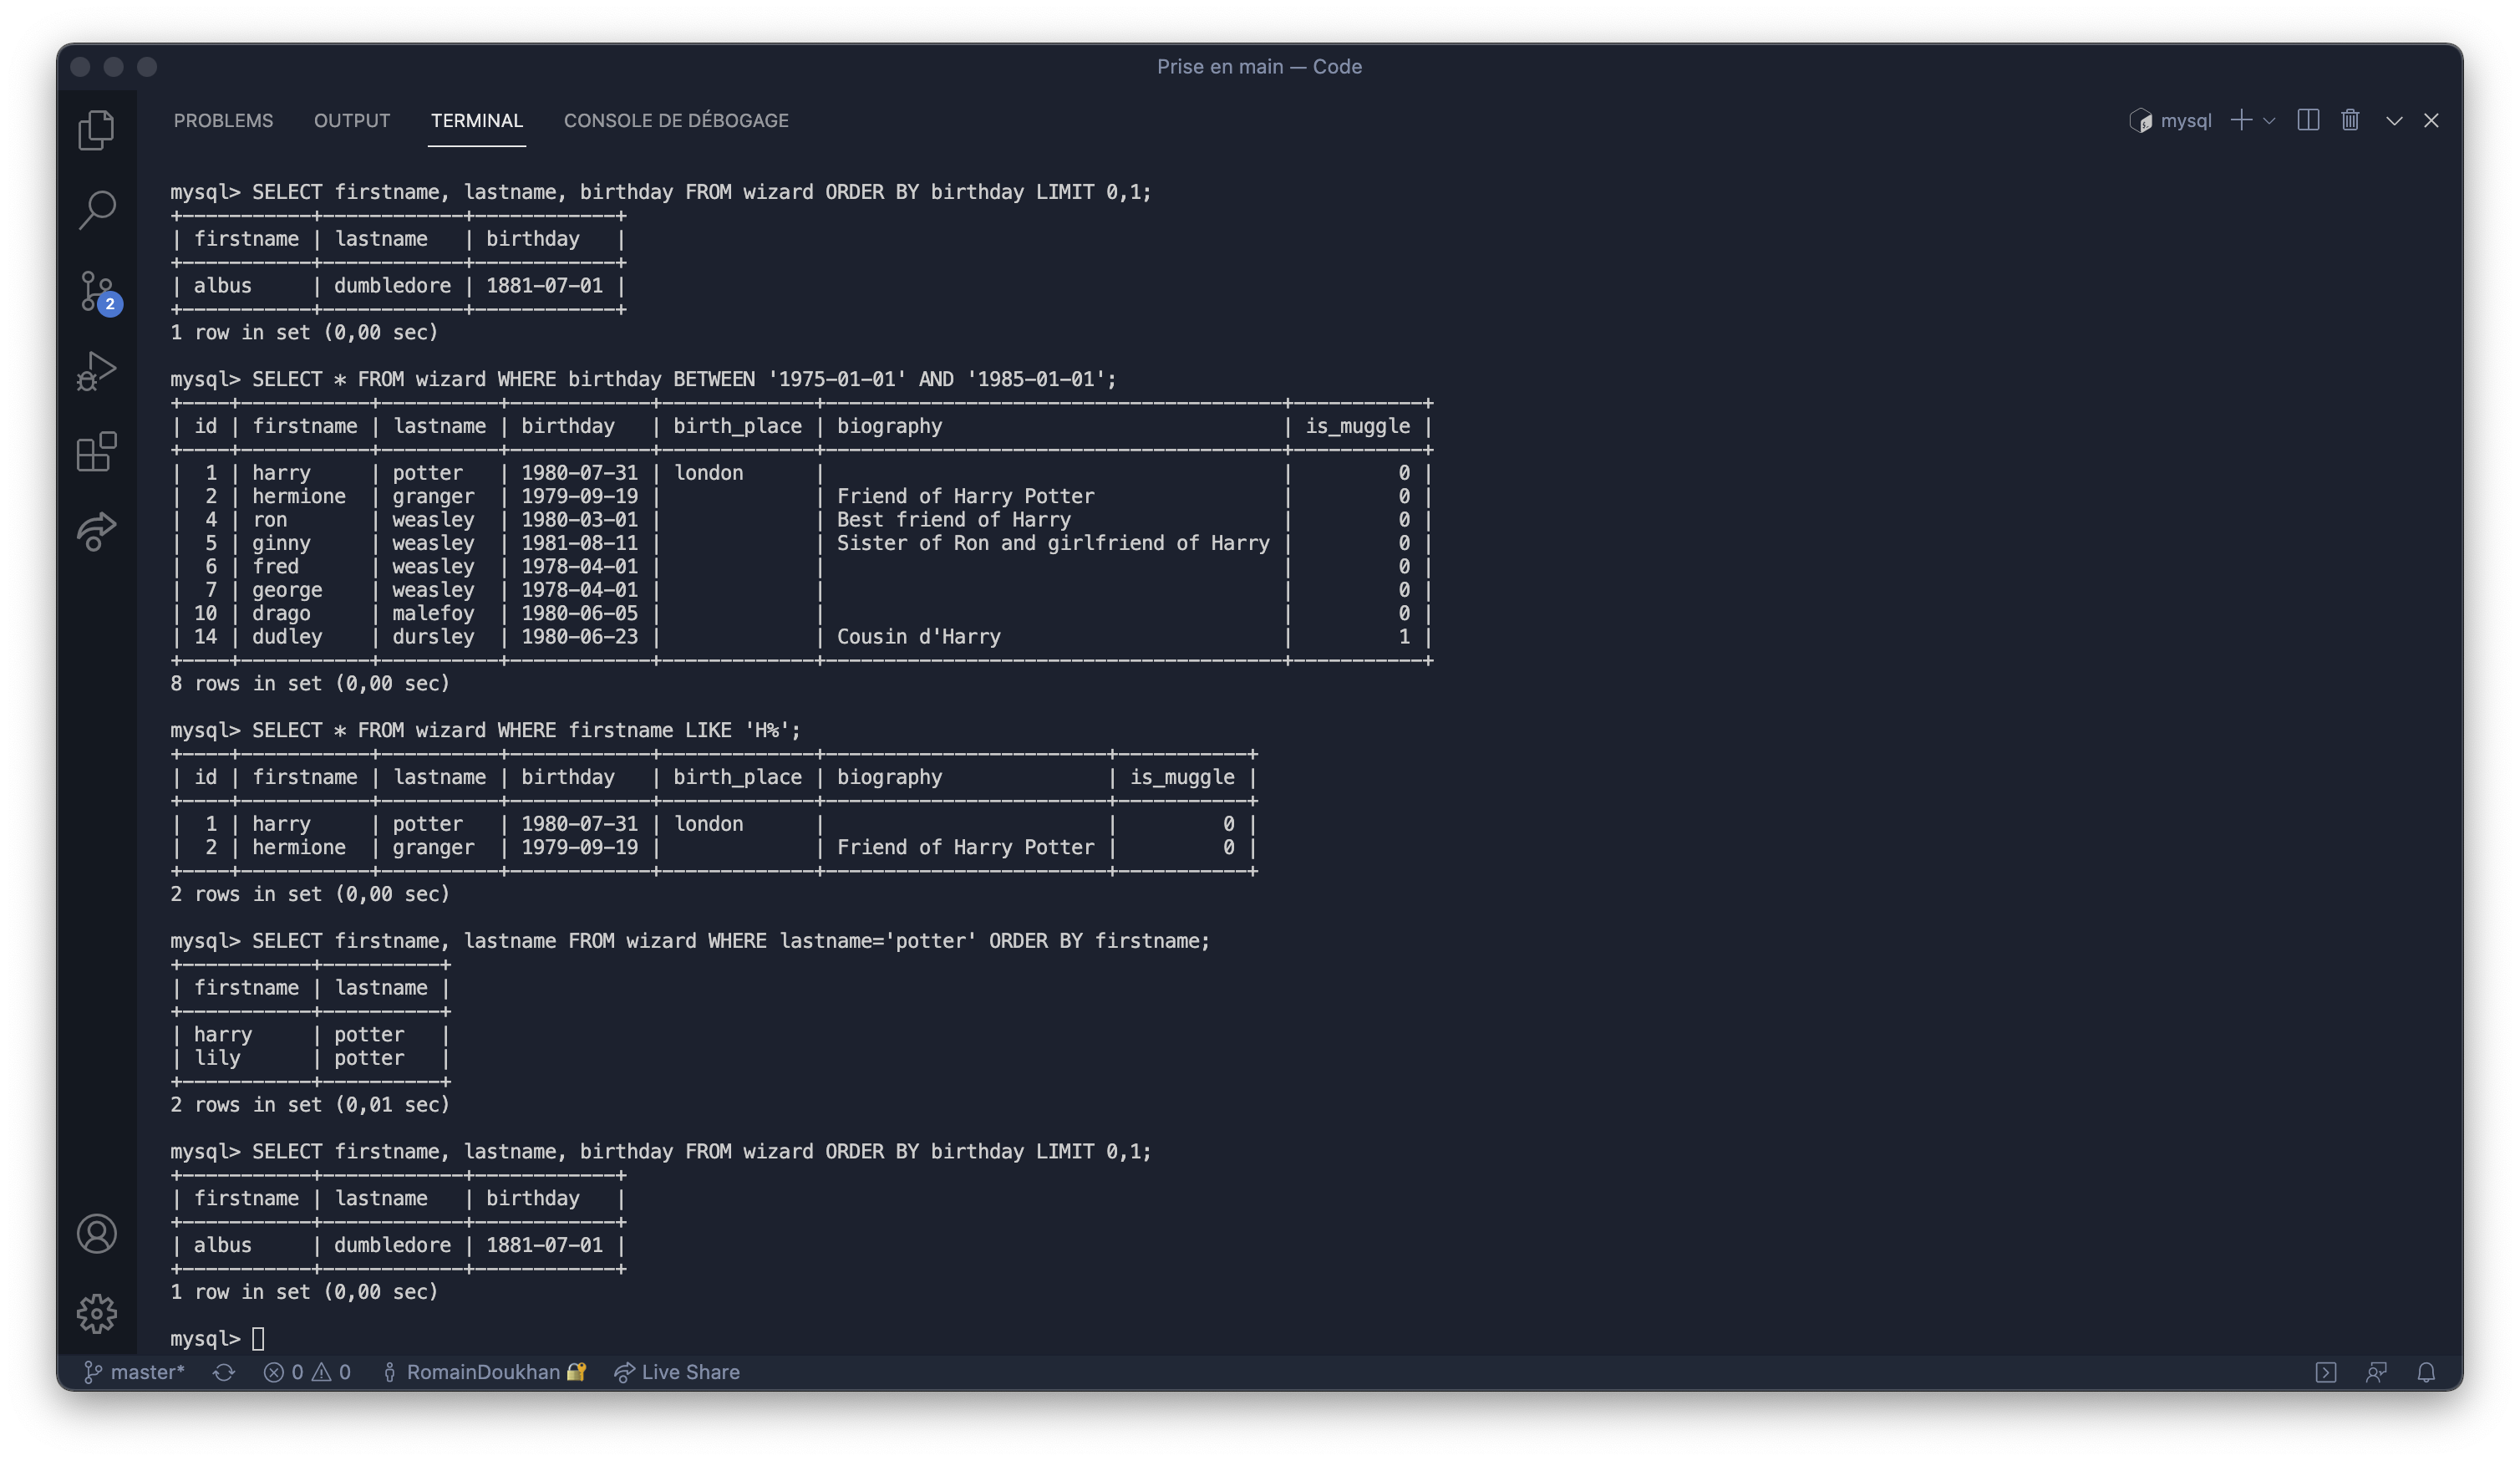 Prise en main — Code
PROBLEMS OUTPUT TERMINAL CONSOLE DE DÉBOGAGE mysql
mysql> SELECT firstname, lastname, birthday FROM wizard ORDER BY birthday LIMIT 0,1;
+-----------+------------+------------+
| firstname | lastname   | birthday   |
+-----------+------------+------------+
| albus     | dumbledore | 1881-07-01 |
+-----------+------------+------------+
1 row in set (0,00 sec)
mysql> SELECT * FROM wizard WHERE birthday BETWEEN '1975-01-01' AND '1985-01-01';
+----+-----------+----------+------------+-------------+---------------------------------------+-----------+
| id | firstname | lastname | birthday   | birth_place | biography                             | is_muggle |
+----+-----------+----------+------------+-------------+---------------------------------------+-----------+
|  1 | harry     | potter   | 1980-07-31 | london      |                                       |         0 |
|  2 | hermione  | granger  | 1979-09-19 |             | Friend of Harry Potter                |         0 |
|  4 | ron       | weasley  | 1980-03-01 |             | Best friend of Harry                  |         0 |
|  5 | ginny     | weasley  | 1981-08-11 |             | Sister of Ron and girlfriend of Harry |         0 |
|  6 | fred      | weasley  | 1978-04-01 |             |                                       |         0 |
|  7 | george    | weasley  | 1978-04-01 |             |                                       |         0 |
| 10 | drago     | malefoy  | 1980-06-05 |             |                                       |         0 |
| 14 | dudley    | dursley  | 1980-06-23 |             | Cousin d'Harry                        |         1 |
+----+-----------+----------+------------+-------------+---------------------------------------+-----------+
8 rows in set (0,00 sec)
mysql> SELECT * FROM wizard WHERE firstname LIKE 'H%';
+----+-----------+----------+------------+-------------+------------------------+-----------+
| id | firstname | lastname | birthday   | birth_place | biography              | is_muggle |
+----+-----------+----------+------------+-------------+------------------------+-----------+
|  1 | harry     | potter   | 1980-07-31 | london      |                        |         0 |
|  2 | hermione  | granger  | 1979-09-19 |             | Friend of Harry Potter |         0 |
+----+-----------+----------+------------+-------------+------------------------+-----------+
2 rows in set (0,00 sec)
mysql> SELECT firstname, lastname FROM wizard WHERE lastname='potter' ORDER BY firstname;
+-----------+----------+
| firstname | lastname |
+-----------+----------+
| harry     | potter   |
| lily      | potter   |
+-----------+----------+
2 rows in set (0,01 sec)
mysql> SELECT firstname, lastname, birthday FROM wizard ORDER BY birthday LIMIT 0,1;
+-----------+------------+------------+
| firstname | lastname   | birthday   |
+-----------+------------+------------+
| albus     | dumbledore | 1881-07-01 |
+-----------+------------+------------+
1 row in set (0,00 sec)
mysql>
2
master* 0 0 RomainDoukhan 🔐 Live Share